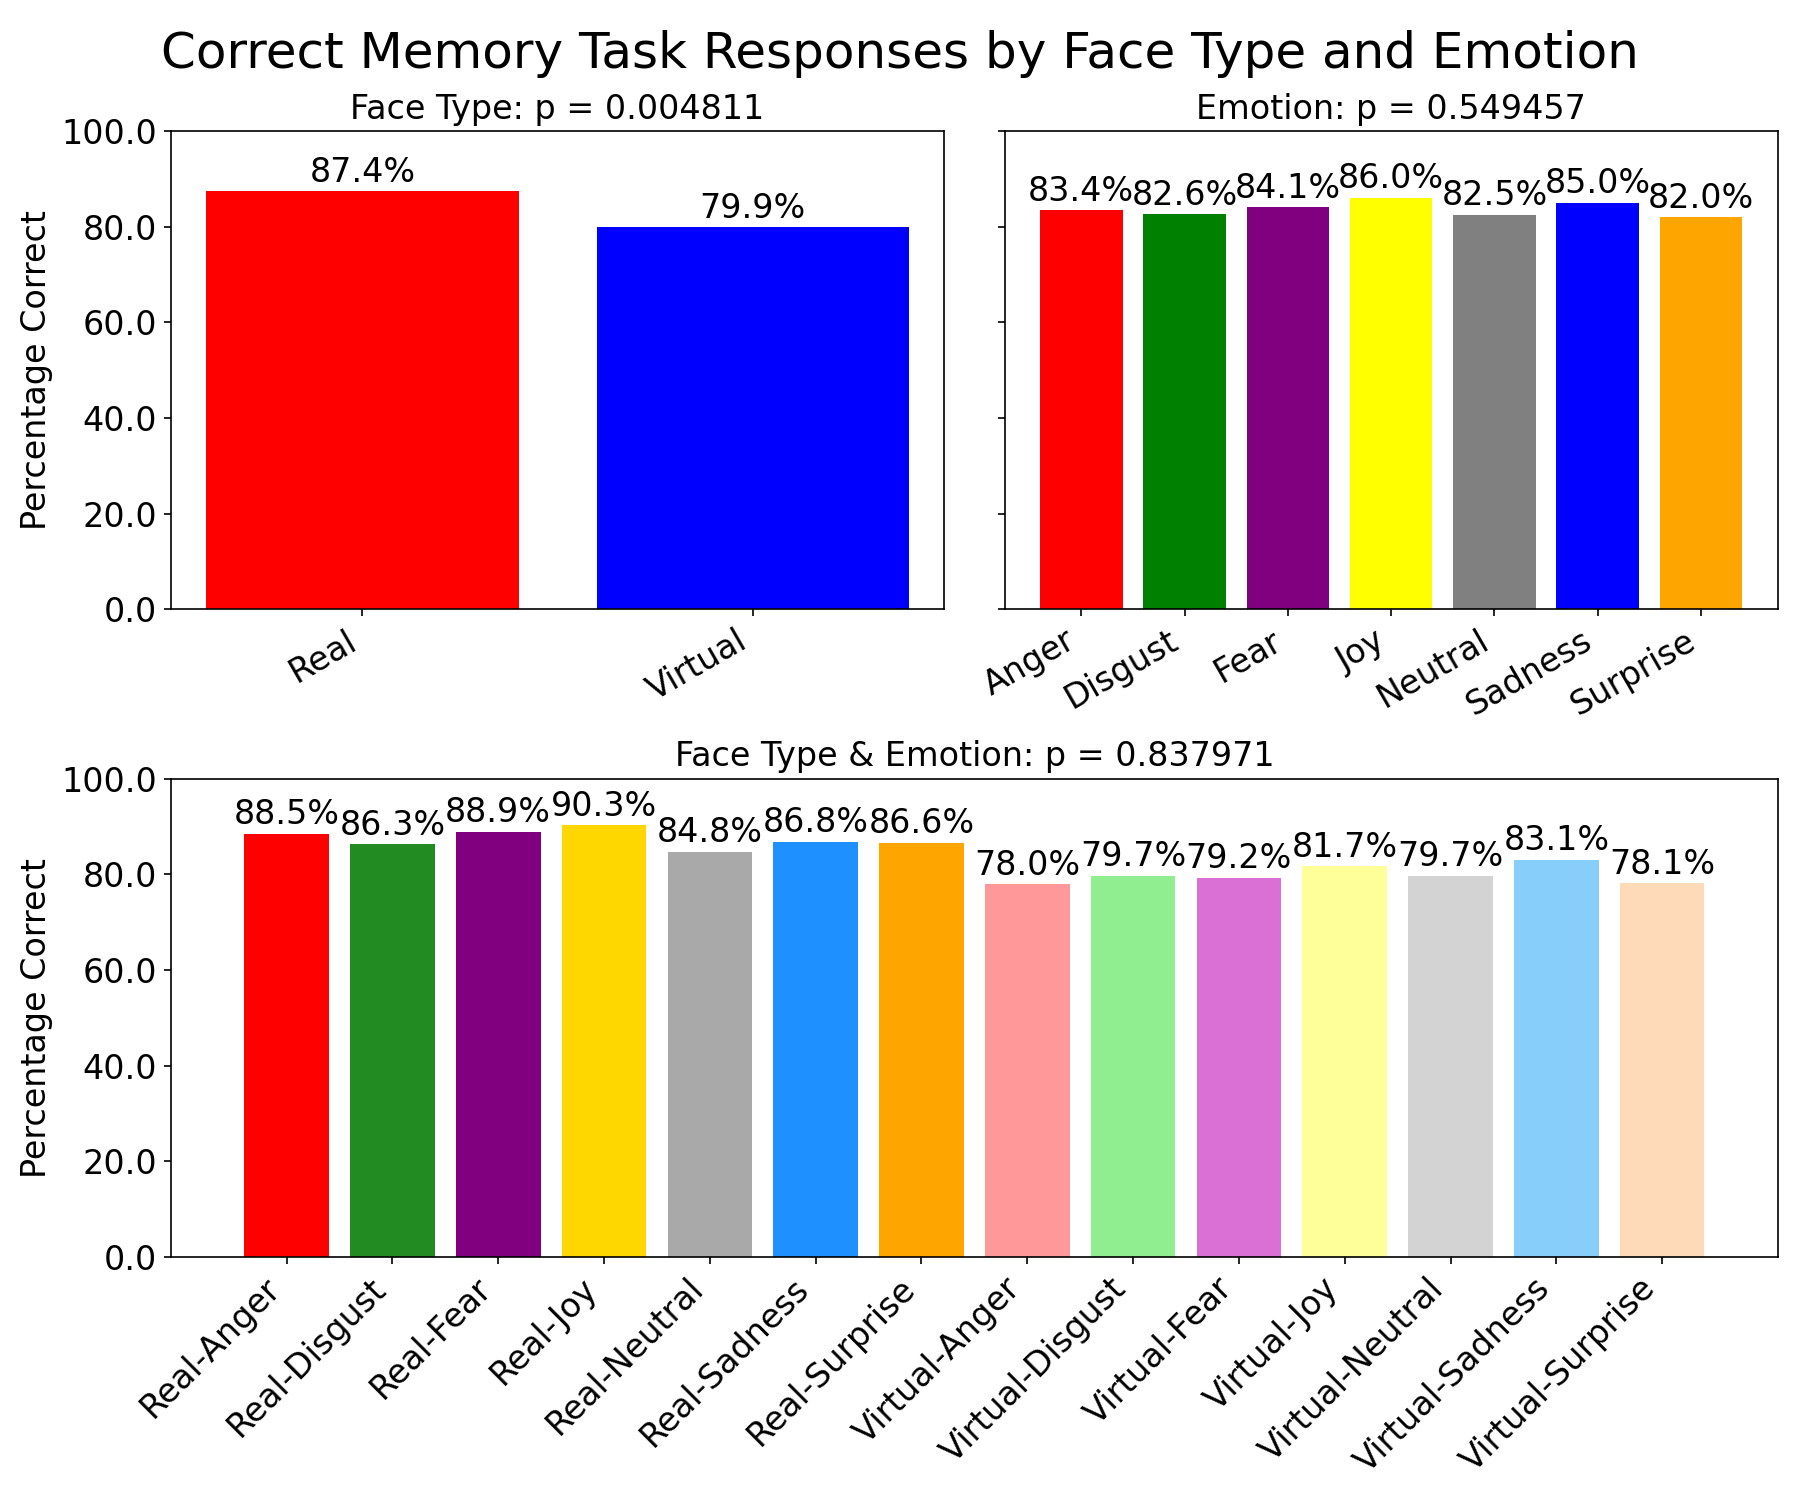 Correct Memory Task Responses by Face Type and Emotion
Face Type: p = 0.004811
Percentage Correct
100.0
80.0
60.0
40.0
20.0
0.0
87.4%
79.9%
Real
Virtual
Emotion: p = 0.549457
83.4%
82.6%
84.1%
86.0%
82.5%
85.0%
82.0%
Anger
Disgust
Fear
Joy
Neutral
Sadness
Surprise
Face Type & Emotion: p = 0.837971
Percentage Correct
100.0
80.0
60.0
40.0
20.0
0.0
88.5%
86.3%
88.9%
90.3%
84.8%
86.8%
86.6%
78.0%
79.7%
79.2%
81.7%
79.7%
83.1%
78.1%
Real-Anger
Real-Disgust
Real-Fear
Real-Joy
Real-Neutral
Real-Sadness
Real-Surprise
Virtual-Anger
Virtual-Disgust
Virtual-Fear
Virtual-Joy
Virtual-Neutral
Virtual-Sadness
Virtual-Surprise